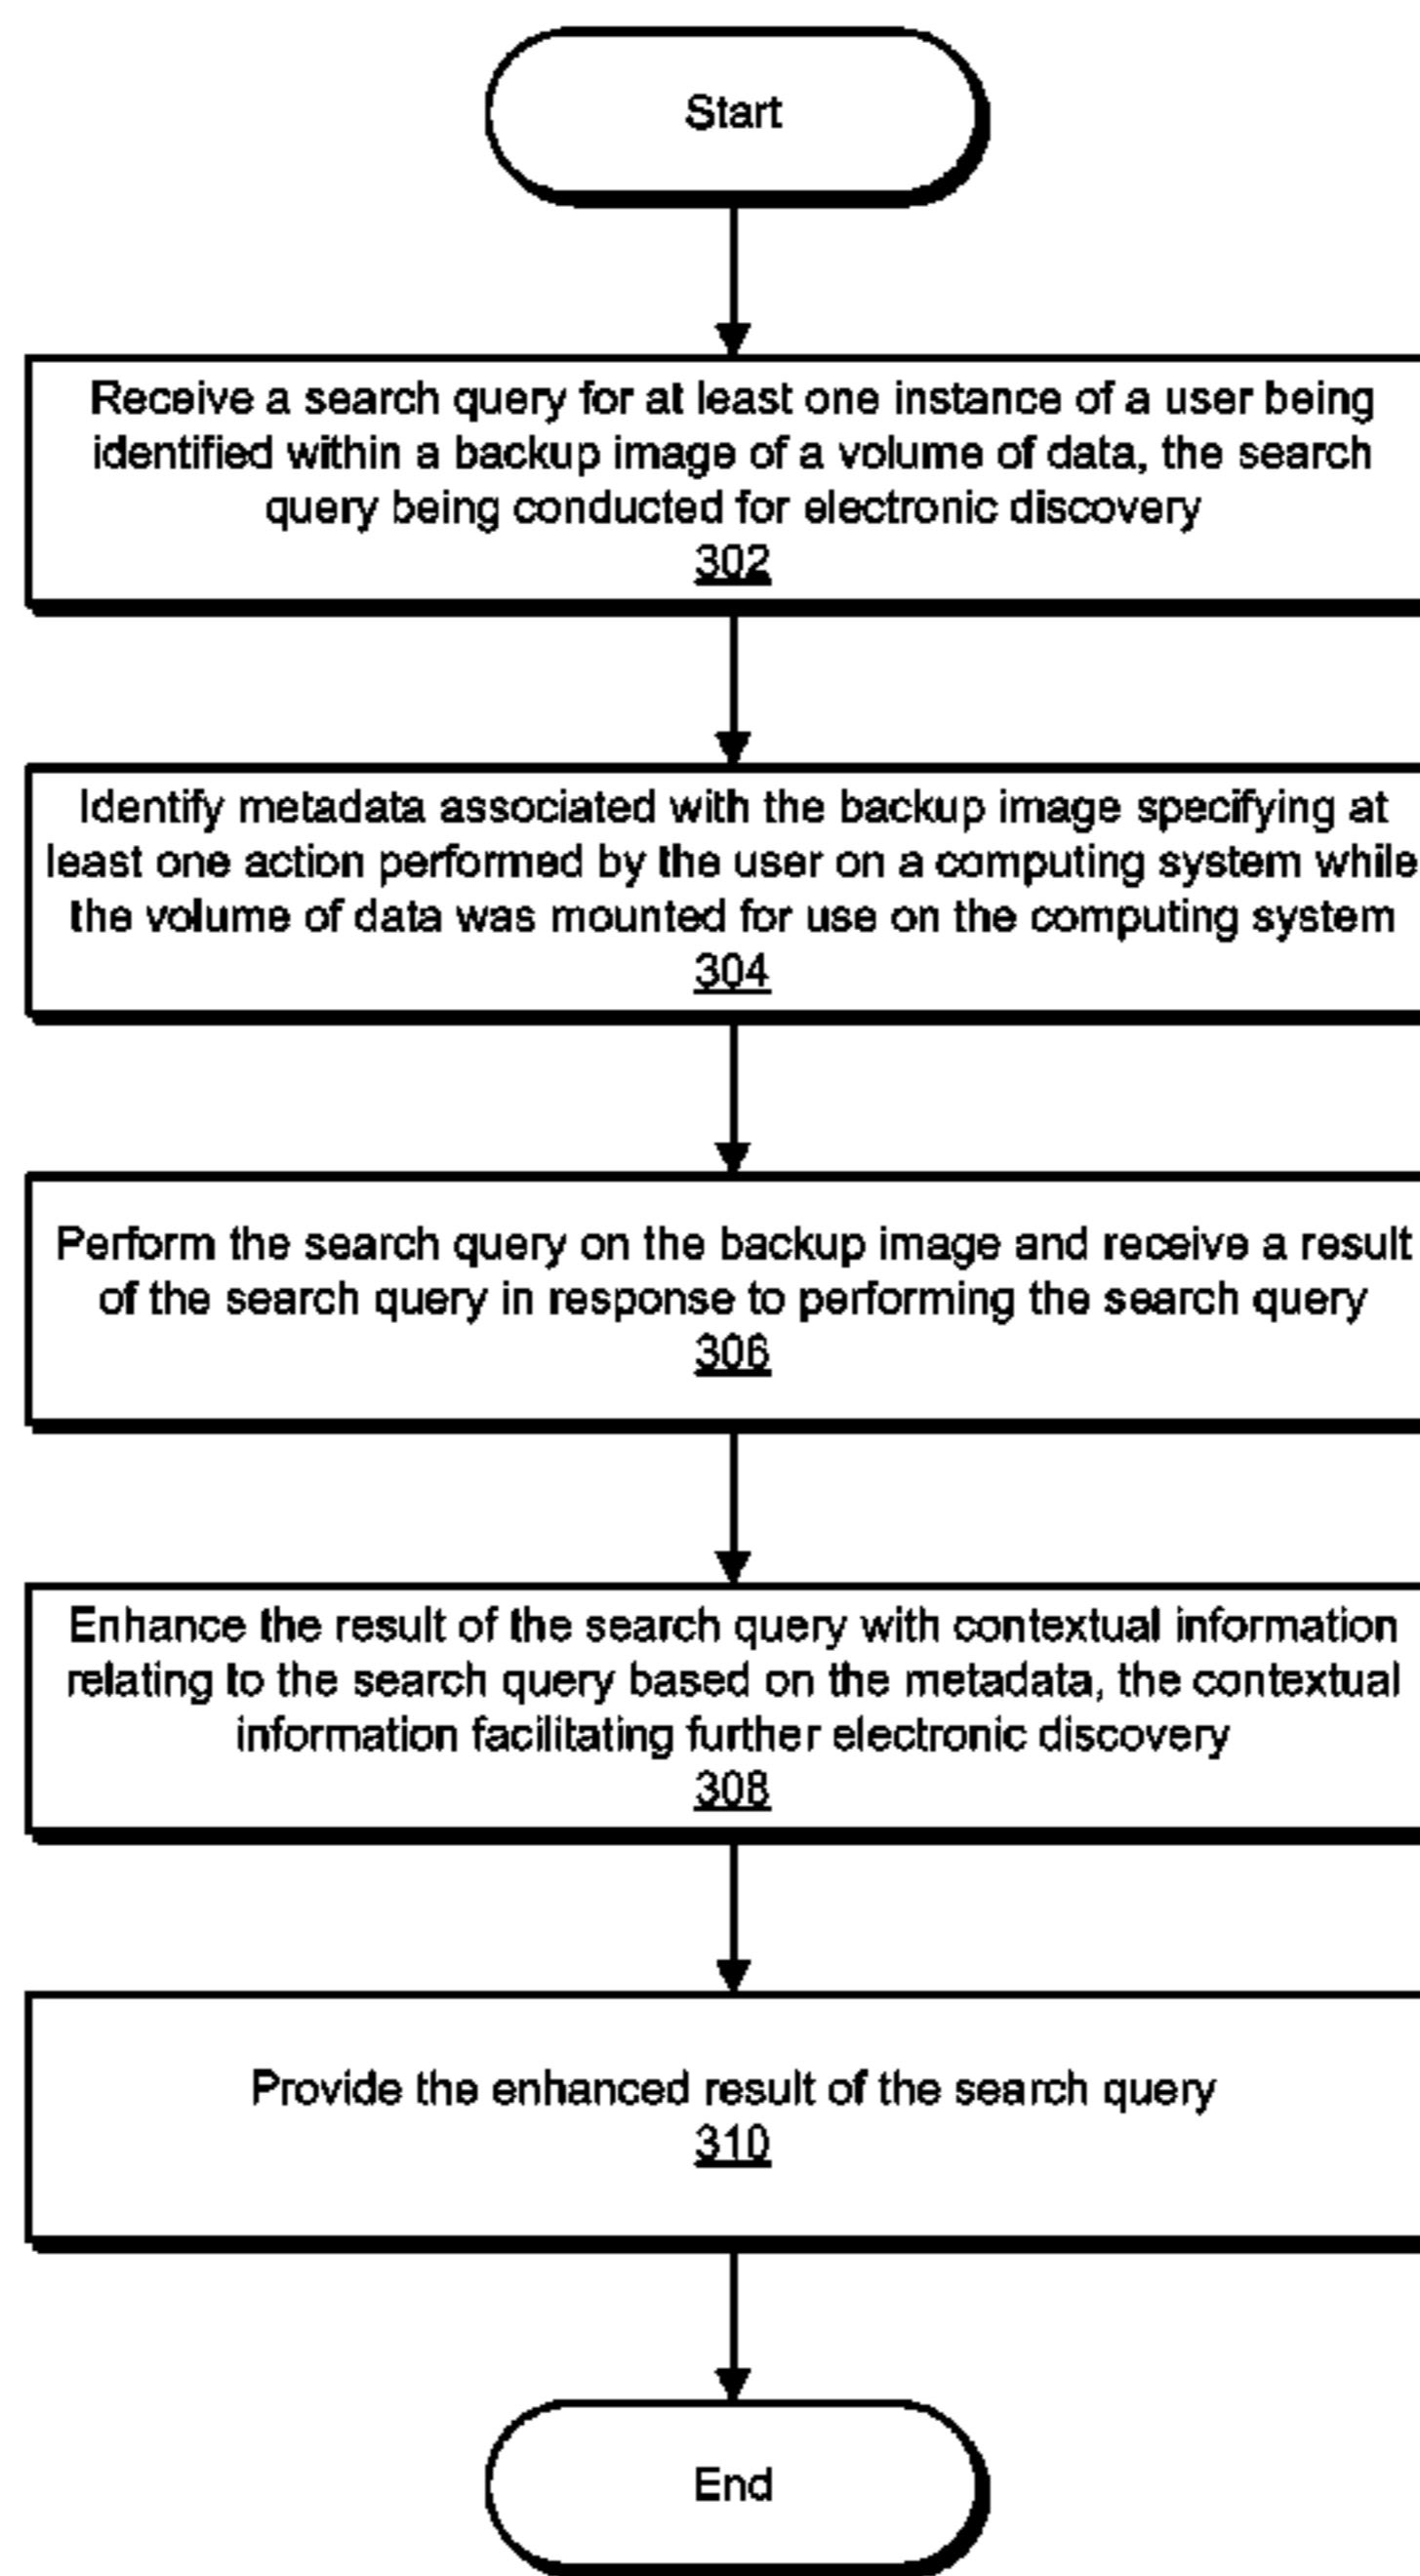 Start
Receive a search query for at least one instance of a user being
identified within a backup image of a volume of data, the search
query being conducted for electronic discovery
302
Identify metadata associated with the backup image specifying at
least one action performed by the user on a computing system while
the volume of data was mounted for use on the computing system
304
Perform the search query on the backup image and receive a result
of the search query in response to performing the search query
306
Enhance the result of the search query with contextual information
relating to the search query based on the metadata, the contextual
information facilitating further electronic discovery
308
Provide the enhanced result of the search query
310
End